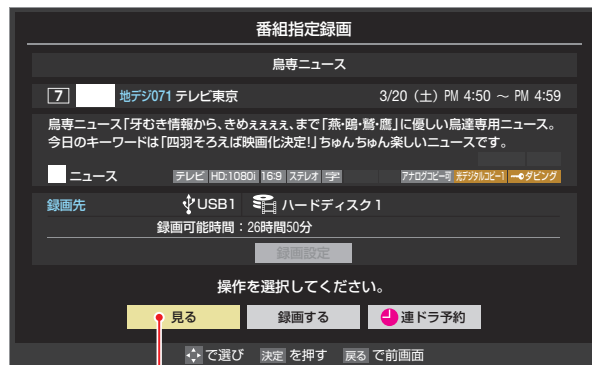 番組指定録画
鳥専ニュース
7 地デジ071 テレビ東京 3/20（土）PM 4:50 ～ PM 4:59
鳥専ニュース「牙むき情報から、きめぇぇぇぇ、まで「燕・鴎・鷲・鷹」に優しい鳥達専用ニュース。
今日のキーワードは「四羽そろえば映画化決定!」ちゅんちゅん楽しいニュースです。
ニュース テレビ HD:1080i 16:9 ステレオ 字 アナログコピー可 光デジタルコピー1 ダビング
録画先 USB1 ハードディスク1
録画可能時間：26時間50分
録画設定
操作を選択してください。
見る 録画する 連ドラ予約
で選び 決定 を押す 戻る で前画面